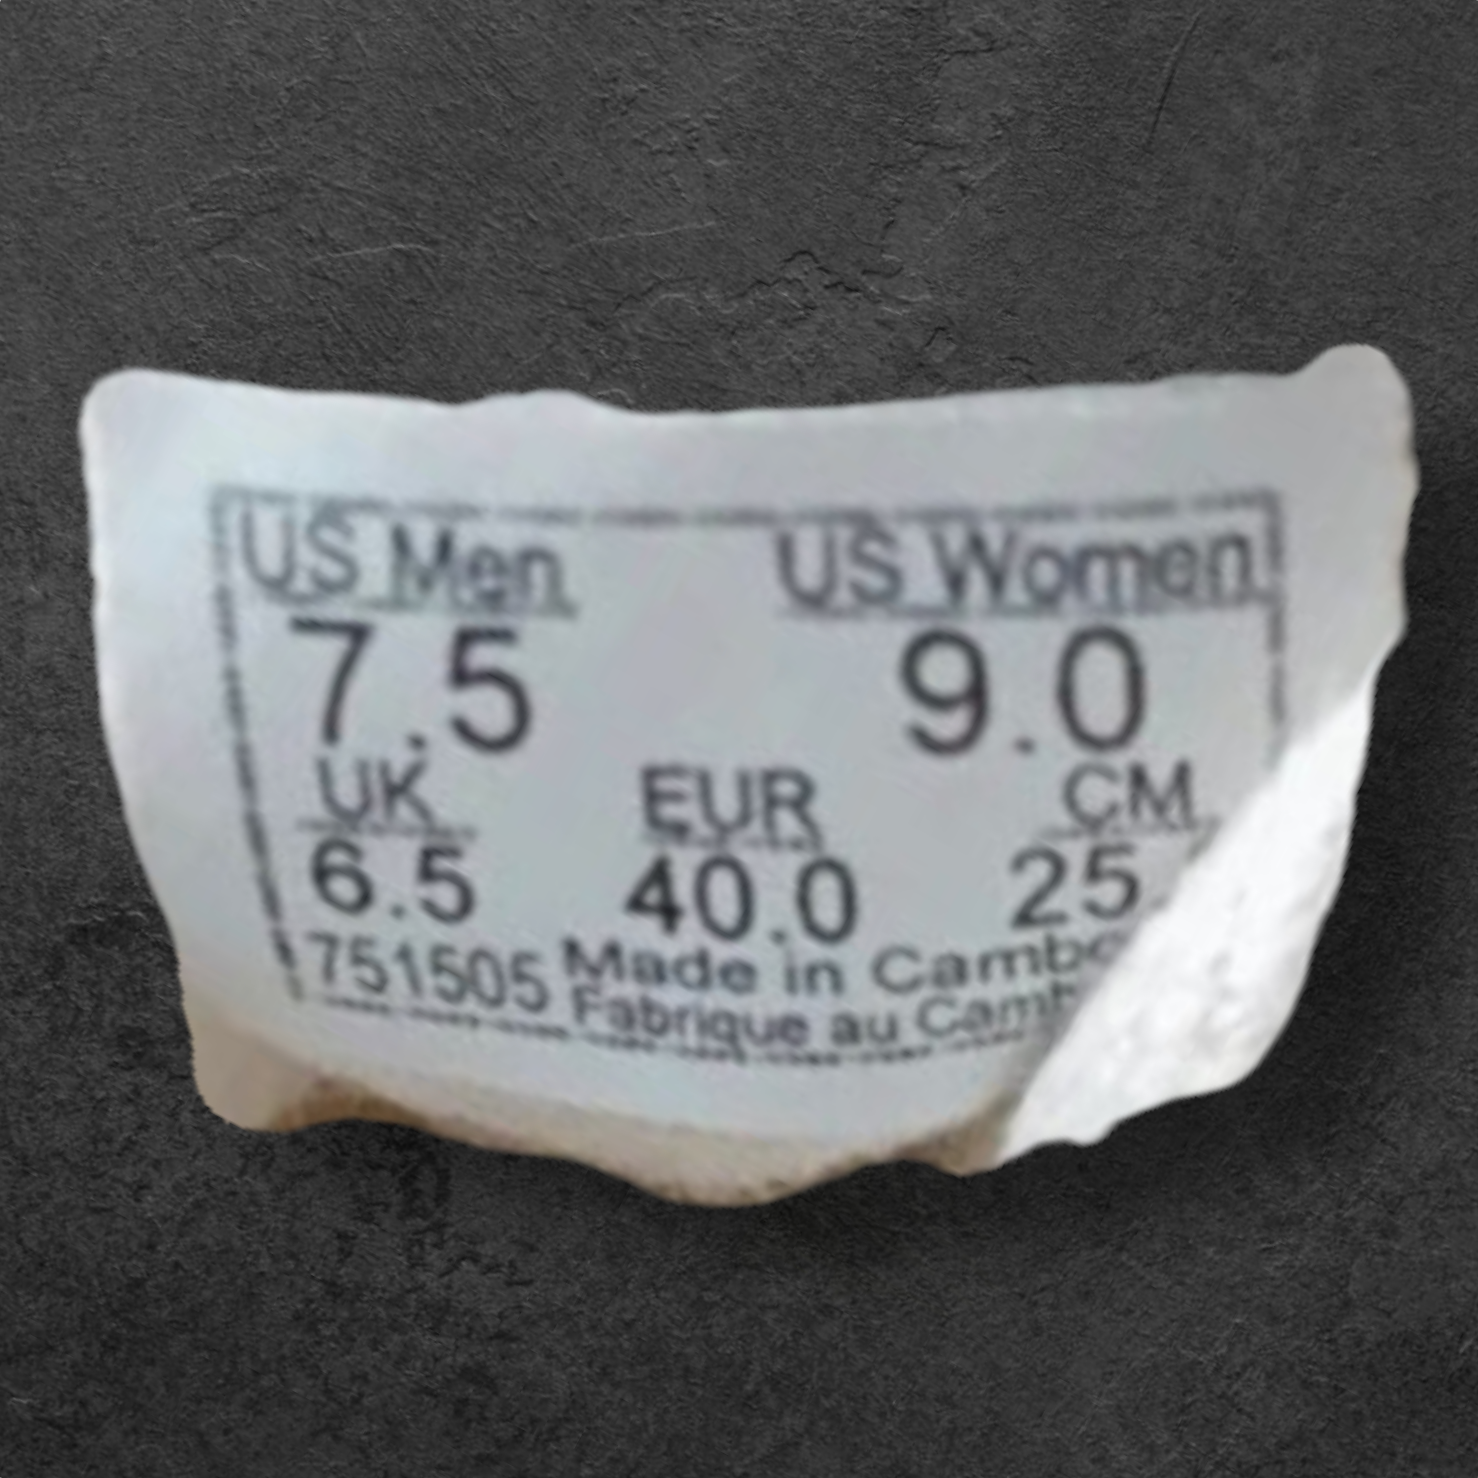 US Men US Women
7.5 9.0
UK EUR CM
6.5 40.0 25.
751505 Made in
Fabrique au